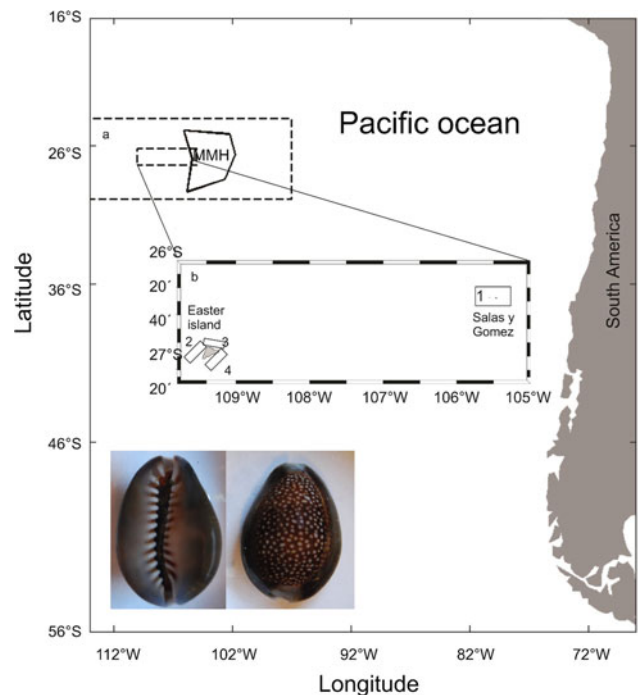 16°S
a
Pacific ocean
26°S
MMH
26°S
b
20´
36°S
1
40´
Easter
island
Salas y
Gomez
2
3
27°S
4
20´
109°W
108°W
107°W
106°W
105°W
46°S
56°S
112°W
102°W
92°W
82°W
72°W
Latitude
Longitude
South America